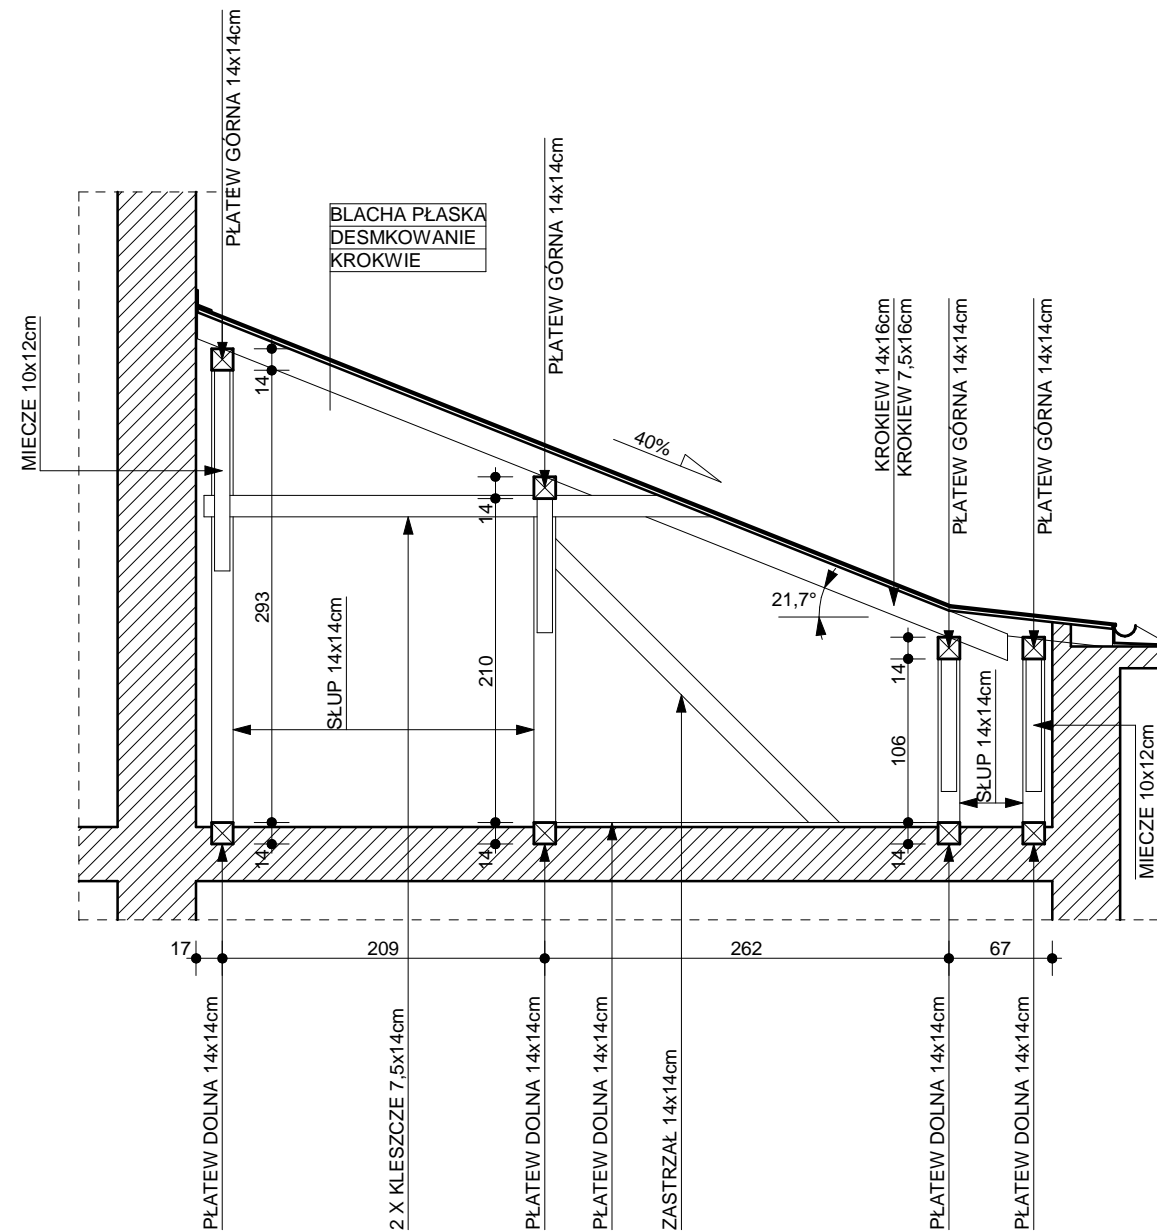 PŁATEW GÓRNA 14x14cm
PŁATEW GÓRNA 14x14cm
BLACHA PŁASKA
DESMKOWANIE
KROKWIE
MIECZE 10x12cm
KROKIEW 14x16cm
KROKIEW 7,5x16cm
PŁATEW GÓRNA 14x14cm
PŁATEW GÓRNA 14x14cm
40%
14
14
293
SŁUP 14x14cm
210
21,7°
14
106
SŁUP 14x14cm
MIECZE 10x12cm
14
14
14
17
209
262
67
PŁATEW DOLNA 14x14cm
2 X KLESZCZE 7,5x14cm
PŁATEW DOLNA 14x14cm
PŁATEW DOLNA 14x14cm
ZASTRZAŁ 14x14cm
PŁATEW DOLNA 14x14cm
PŁATEW DOLNA 14x14cm